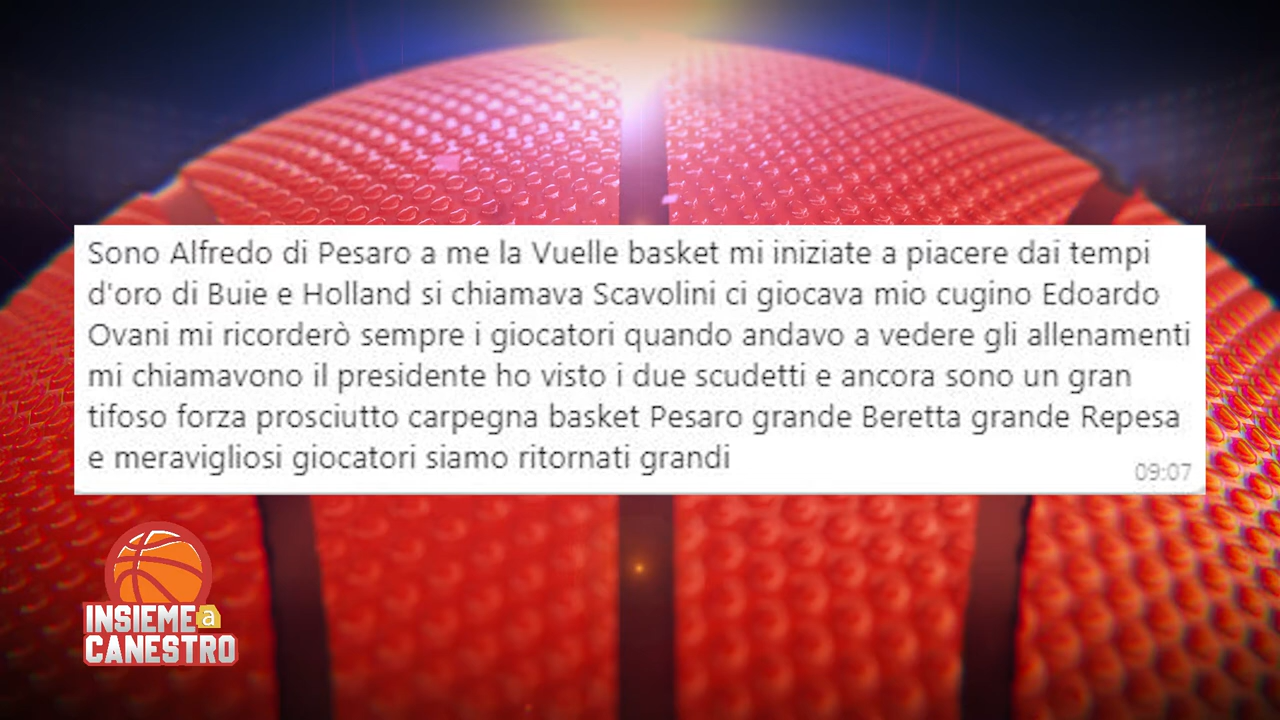 Sono Alfredo di Pesaro a me la Vuelle basket mi iniziate a piacere dai tempi
d'oro di Buie e Holland si chiamava Scavolini ci giocava mio cugino Edoardo
Ovani mi ricorderò sempre i giocatori quando andavo a vedere gli allenamenti
mi chiamavono il presidente ho visto i due scudetti e ancora sono un gran
tifoso forza prosciutto carpegna basket Pesaro grande Beretta grande Repesa
e meravigliosi giocatori siamo ritornati grandi
09:07
INSIEME a
CANESTRO